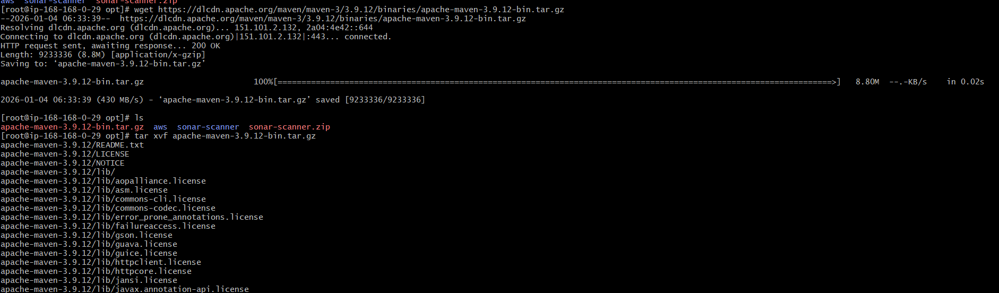 aws  sonar-scanner  sonar-scanner.zip
[root@ip-168-168-0-29 opt]# wget https://dlcdn.apache.org/maven/maven-3/3.9.12/binaries/apache-maven-3.9.12-bin.tar.gz
--2026-01-04 06:33:39--  https://dlcdn.apache.org/maven/maven-3/3.9.12/binaries/apache-maven-3.9.12-bin.tar.gz
Resolving dlcdn.apache.org (dlcdn.apache.org)... 151.101.2.132, 2a04:4e42::644
Connecting to dlcdn.apache.org (dlcdn.apache.org)|151.101.2.132|:443... connected.
HTTP request sent, awaiting response... 200 OK
Length: 9233336 (8.8M) [application/x-gzip]
Saving to: ‘apache-maven-3.9.12-bin.tar.gz’
apache-maven-3.9.12-bin.tar.gz                       100%[====================================================================================================================>]   8.80M  --.-KB/s    in 0.02s
2026-01-04 06:33:39 (430 MB/s) - ‘apache-maven-3.9.12-bin.tar.gz’ saved [9233336/9233336]
[root@ip-168-168-0-29 opt]# ls
apache-maven-3.9.12-bin.tar.gz  aws  sonar-scanner  sonar-scanner.zip
[root@ip-168-168-0-29 opt]# tar xvf apache-maven-3.9.12-bin.tar.gz
apache-maven-3.9.12/README.txt
apache-maven-3.9.12/LICENSE
apache-maven-3.9.12/NOTICE
apache-maven-3.9.12/lib/
apache-maven-3.9.12/lib/aopalliance.license
apache-maven-3.9.12/lib/asm.license
apache-maven-3.9.12/lib/commons-cli.license
apache-maven-3.9.12/lib/commons-codec.license
apache-maven-3.9.12/lib/error_prone_annotations.license
apache-maven-3.9.12/lib/failureaccess.license
apache-maven-3.9.12/lib/gson.license
apache-maven-3.9.12/lib/guava.license
apache-maven-3.9.12/lib/guice.license
apache-maven-3.9.12/lib/httpclient.license
apache-maven-3.9.12/lib/httpcore.license
apache-maven-3.9.12/lib/jansi.license
apache-maven-3.9.12/lib/javax.annotation-api.license